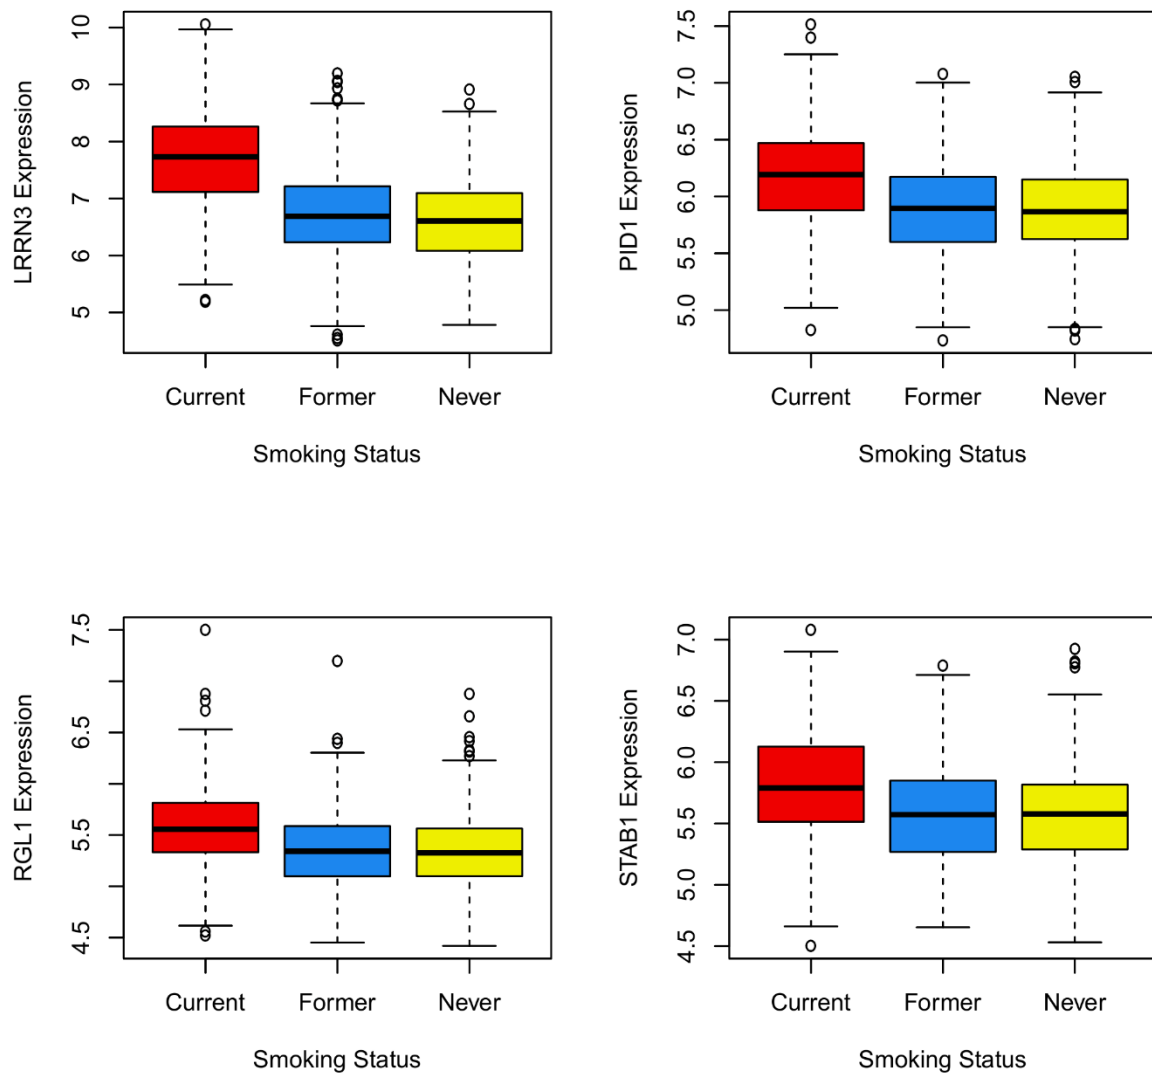 LRRN3 Expression
10
9
8
7
6
5
Current Former Never
Smoking Status
PID1 Expression
7.5
7.0
6.5
6.0
5.5
5.0
Current Former Never
Smoking Status
RGL1 Expression
7.5
6.5
5.5
4.5
Current Former Never
Smoking Status
STAB1 Expression
7.0
6.5
6.0
5.5
5.0
4.5
Current Former Never
Smoking Status